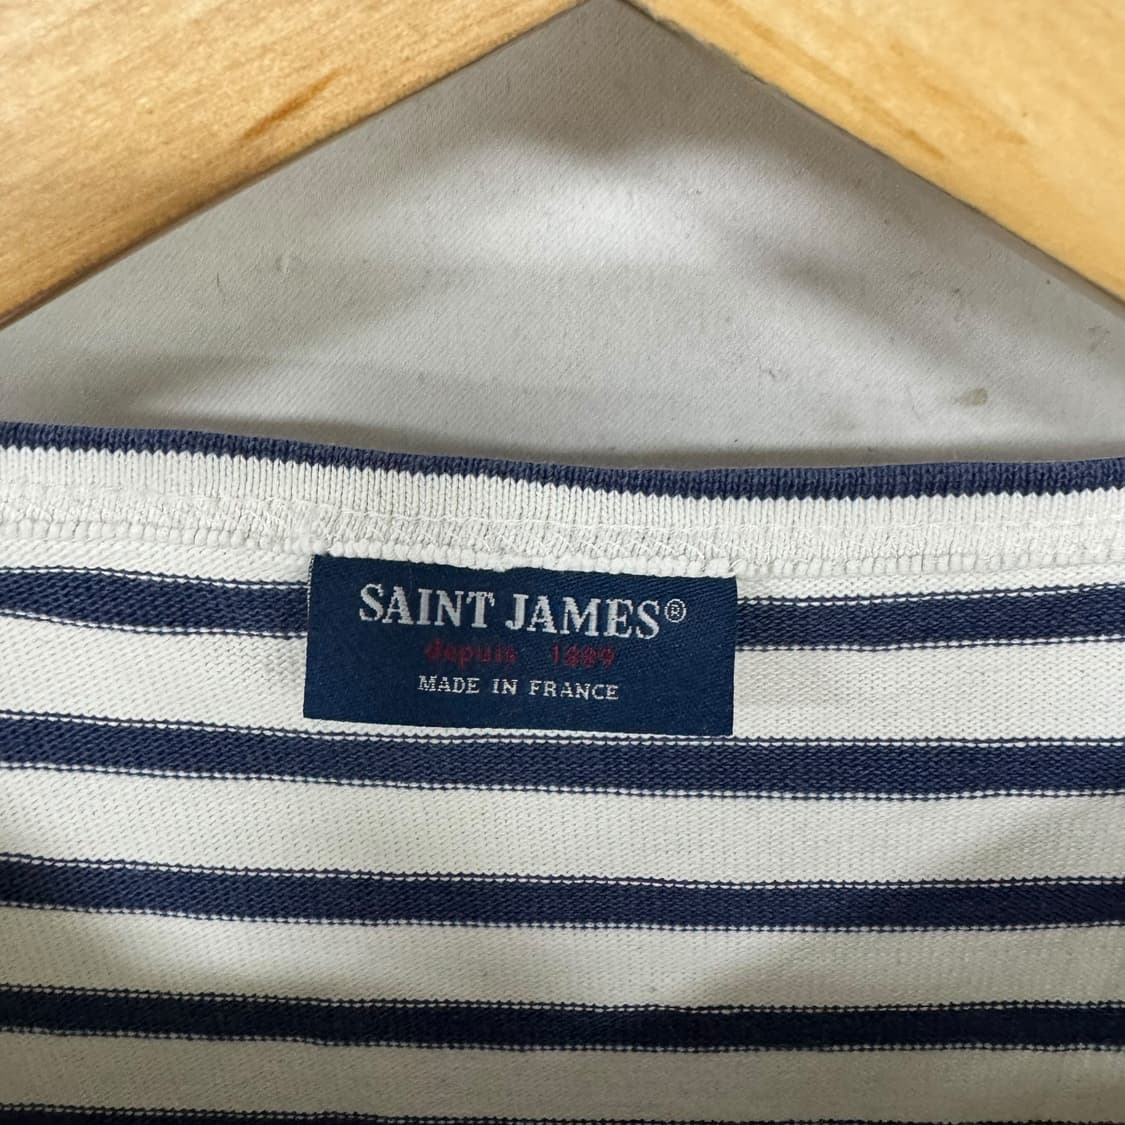 SAINT JAMES®
depuis 1889
MADE IN FRANCE